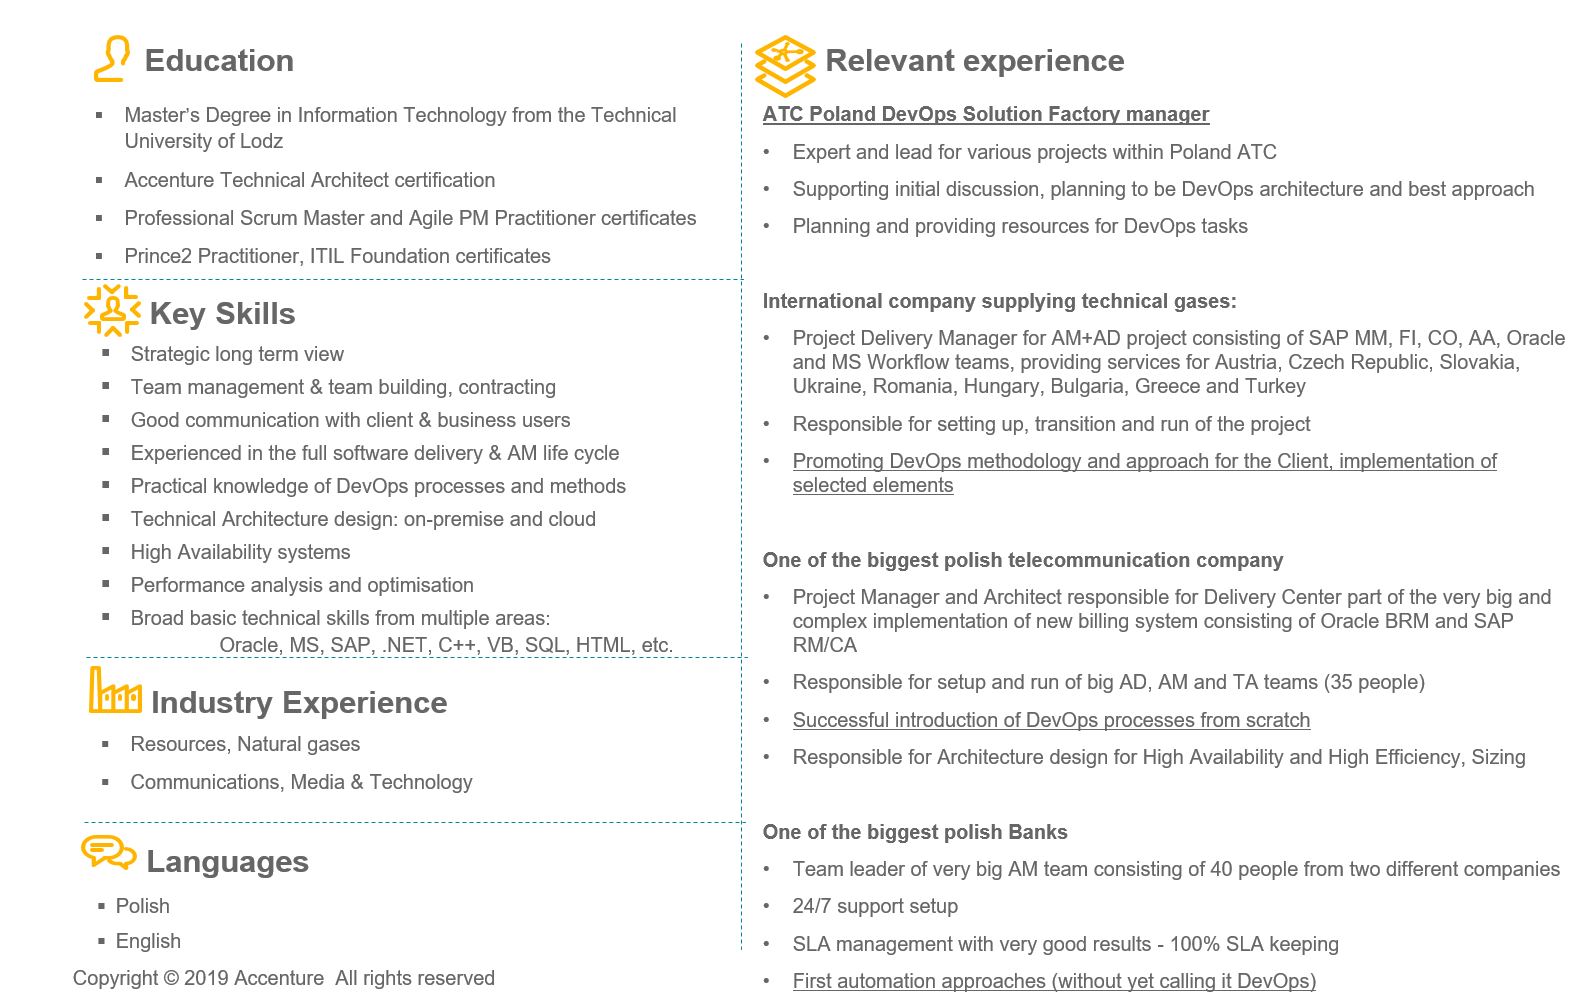 Education
Master’s Degree in Information Technology from the Technical
University of Lodz
Accenture Technical Architect certification
Professional Scrum Master and Agile PM Practitioner certificates
Prince2 Practitioner, ITIL Foundation certificates
Key Skills
Strategic long term view
Team management & team building, contracting
Good communication with client & business users
Experienced in the full software delivery & AM life cycle
Practical knowledge of DevOps processes and methods
Technical Architecture design: on-premise and cloud
High Availability systems
Performance analysis and optimisation
Broad basic technical skills from multiple areas:
Oracle, MS, SAP, .NET, C++, VB, SQL, HTML, etc.
Industry Experience
Resources, Natural gases
Communications, Media & Technology
Languages
Polish
English
Copyright © 2019 Accenture  All rights reserved
Relevant experience
ATC Poland DevOps Solution Factory manager
Expert and lead for various projects within Poland ATC
Supporting initial discussion, planning to be DevOps architecture and best approach
Planning and providing resources for DevOps tasks
International company supplying technical gases:
Project Delivery Manager for AM+AD project consisting of SAP MM, FI, CO, AA, Oracle
and MS Workflow teams, providing services for Austria, Czech Republic, Slovakia,
Ukraine, Romania, Hungary, Bulgaria, Greece and Turkey
Responsible for setting up, transition and run of the project
Promoting DevOps methodology and approach for the Client, implementation of
selected elements
One of the biggest polish telecommunication company
Project Manager and Architect responsible for Delivery Center part of the very big and
complex implementation of new billing system consisting of Oracle BRM and SAP
RM/CA
Responsible for setup and run of big AD, AM and TA teams (35 people)
Successful introduction of DevOps processes from scratch
Responsible for Architecture design for High Availability and High Efficiency, Sizing
One of the biggest polish Banks
Team leader of very big AM team consisting of 40 people from two different companies
24/7 support setup
SLA management with very good results - 100% SLA keeping
First automation approaches (without yet calling it DevOps)